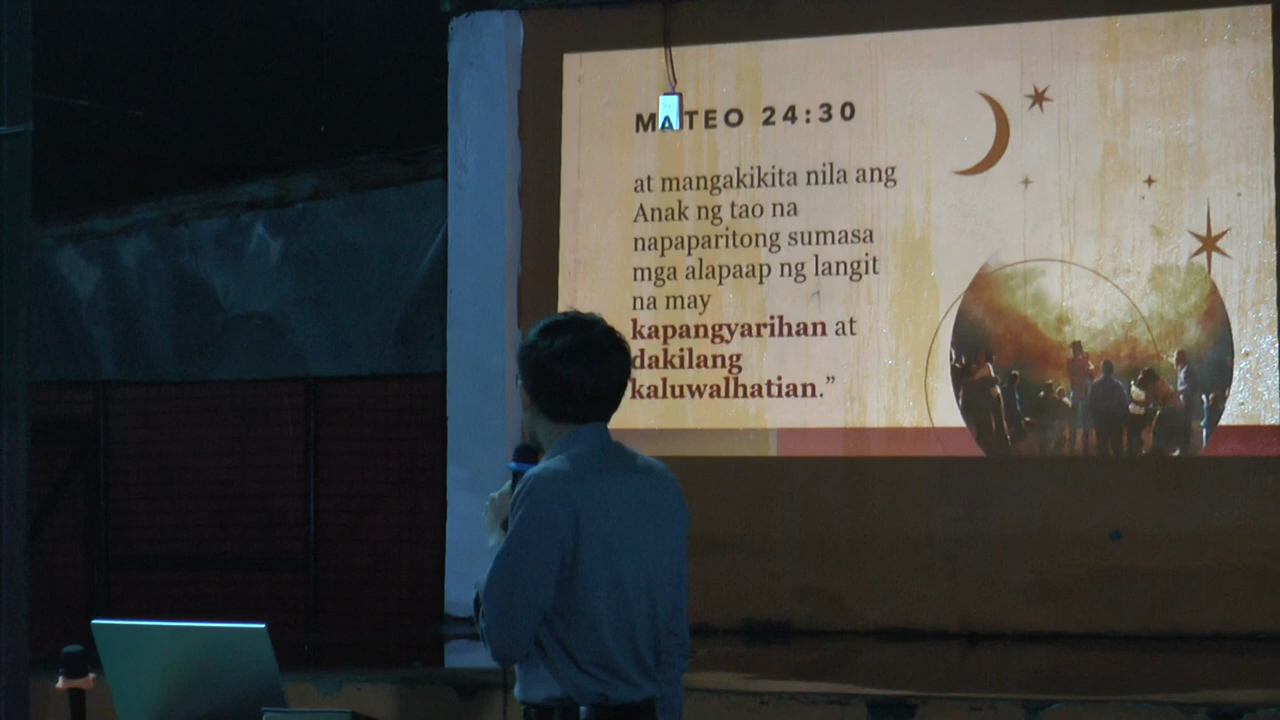 MATEO 24:30
at mangakikita nila ang
Anak ng tao na
napaparitong sumasa
mga alapaap ng langit
na may
kapangyarihan at
dakilang
kaluwalhatian.”